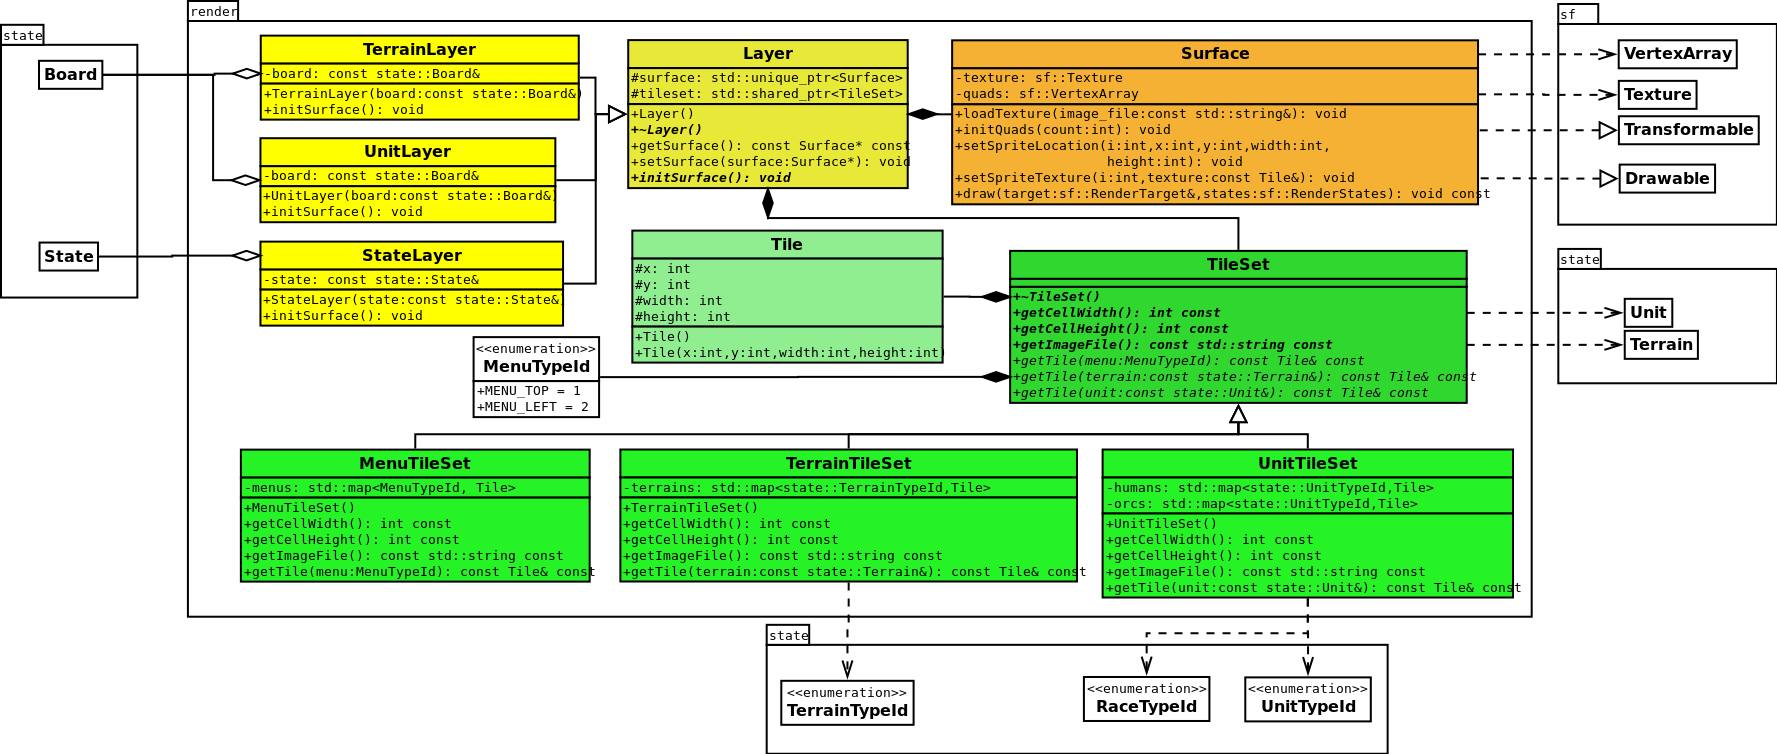 state
Board
State
render
TerrainLayer
-board: const state::Board&
+TerrainLayer(board:const state::Board&)
+initSurface(): void
UnitLayer
-board: const state::Board&
+UnitLayer(board:const state::Board&)
+initSurface(): void
StateLayer
-state: const state::State&
+StateLayer(state:const state::State&)
+initSurface(): void
Layer
#surface: std::unique_ptr<Surface>
#tileset: std::shared_ptr<TileSet>
+Layer()
+~Layer()
+getSurface(): const Surface* const
+setSurface(surface:Surface*): void
+initSurface(): void
Surface
-texture: sf::Texture
-quads: sf::VertexArray
+loadTexture(image_file:const std::string&): void
+initQuads(count:int): void
+setSpriteLocation(i:int,x:int,y:int,width:int,
height:int): void
+setSpriteTexture(i:int,texture:const Tile&): void
+draw(target:sf::RenderTarget&,states:sf::RenderStates): void const
sf
VertexArray
Texture
Transformable
Drawable
Tile
#x: int
#y: int
#width: int
#height: int
+Tile()
+Tile(x:int,y:int,width:int,height:int)
<<enumeration>>
MenuTypeId
+MENU_TOP = 1
+MENU_LEFT = 2
TileSet
+~TileSet()
+getCellWidth(): int const
+getCellHeight(): int const
+getImageFile(): const std::string const
+getTile(menu:MenuTypeId): const Tile& const
+getTile(terrain:const state::Terrain&): const Tile& const
+getTile(unit:const state::Unit&): const Tile& const
state
Unit
Terrain
MenuTileSet
-menus: std::map<MenuTypeId, Tile>
+MenuTileSet()
+getCellWidth(): int const
+getCellHeight(): int const
+getImageFile(): const std::string const
+getTile(menu:MenuTypeId): const Tile& const
TerrainTileSet
-terrains: std::map<state::TerrainTypeId,Tile>
+TerrainTileSet()
+getCellWidth(): int const
+getCellHeight(): int const
+getImageFile(): const std::string const
+getTile(terrain:const state::Terrain&): const Tile& const
UnitTileSet
-humans: std::map<state::UnitTypeId,Tile>
-orcs: std::map<state::UnitTypeId,Tile>
+UnitTileSet()
+getCellWidth(): int const
+getCellHeight(): int const
+getImageFile(): const std::string const
+getTile(unit:const state::Unit&): const Tile& const
state
<<enumeration>>
TerrainTypeId
<<enumeration>>
RaceTypeId
<<enumeration>>
UnitTypeId